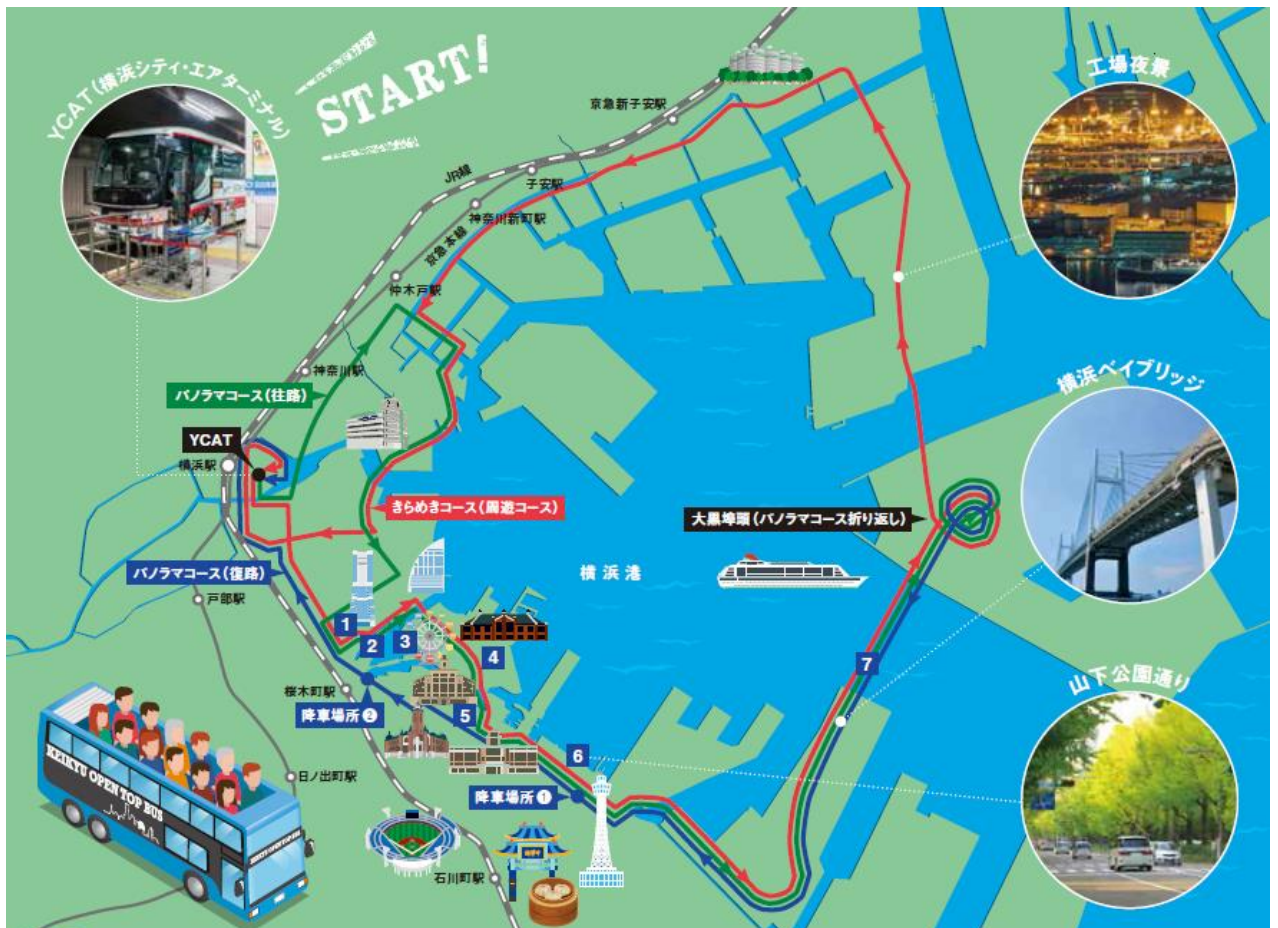 YCAT(横浜シティ・エアターミナル)
START!
工場夜景
京急新子安駅
JR線
子安駅
神奈川新町駅
京急本線
仲木戸駅
神奈川駅
パノラマコース(往路)
YCAT
横浜駅
横浜ベイブリッジ
きらめきコース(周遊コース)
大黒埠頭(パノラマコース折り返し)
横浜港
パノラマコース(復路)
戸部駅
1
2
3
4
7
桜木町駅
降車場所❷
5
6
山下公園通り
日ノ出町駅
降車場所❶
KEIKYU OPEN TOP BUS
KEIKYU OPEN TOP BUS
石川町駅